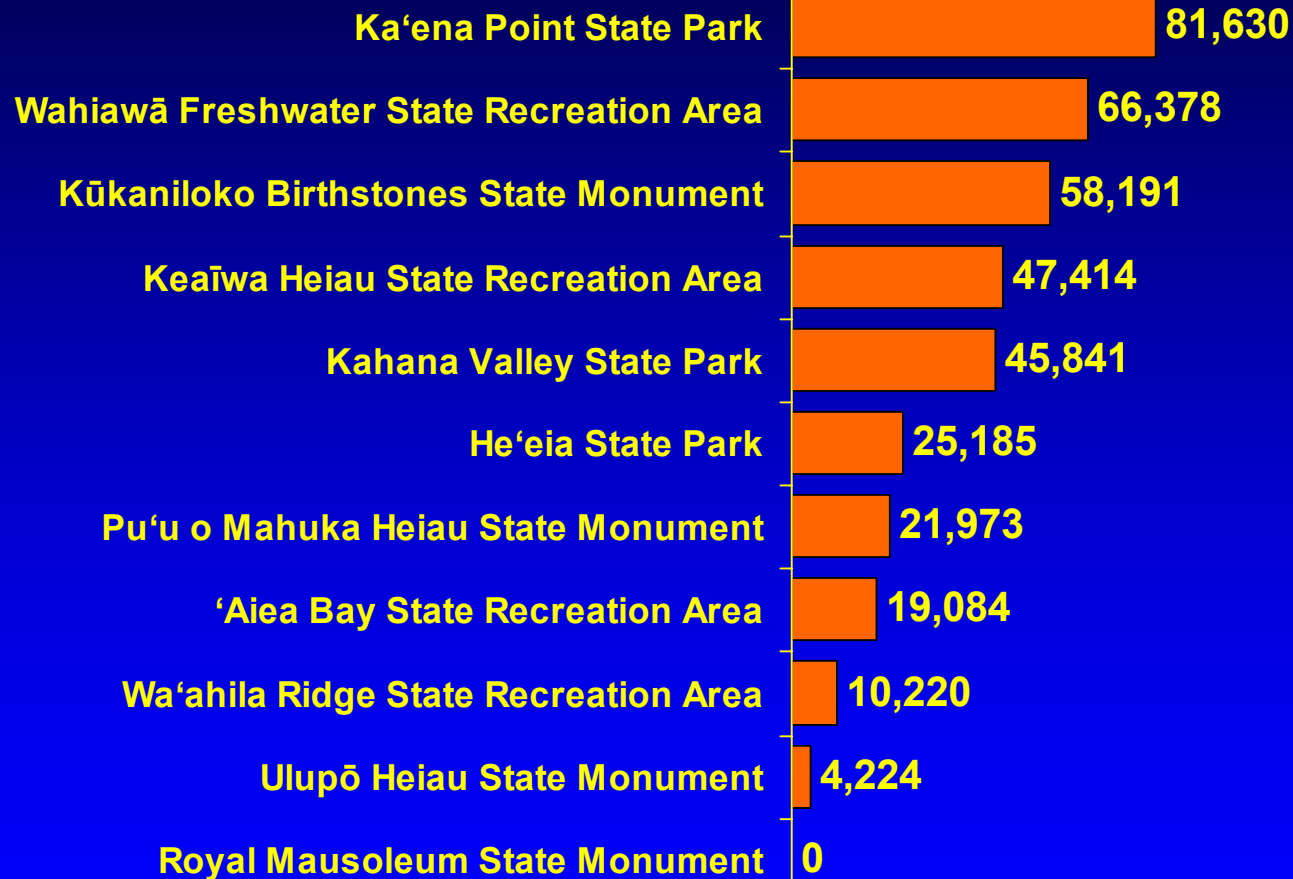 Ka‘ena Point State Park 81,630
Wahiawā Freshwater State Recreation Area 66,378
Kūkaniloko Birthstones State Monument 58,191
Keaīwa Heiau State Recreation Area 47,414
Kahana Valley State Park 45,841
He‘eia State Park 25,185
Pu‘u o Mahuka Heiau State Monument 21,973
‘Aiea Bay State Recreation Area 19,084
Wa‘ahila Ridge State Recreation Area 10,220
Ulupō Heiau State Monument 4,224
Royal Mausoleum State Monument 0